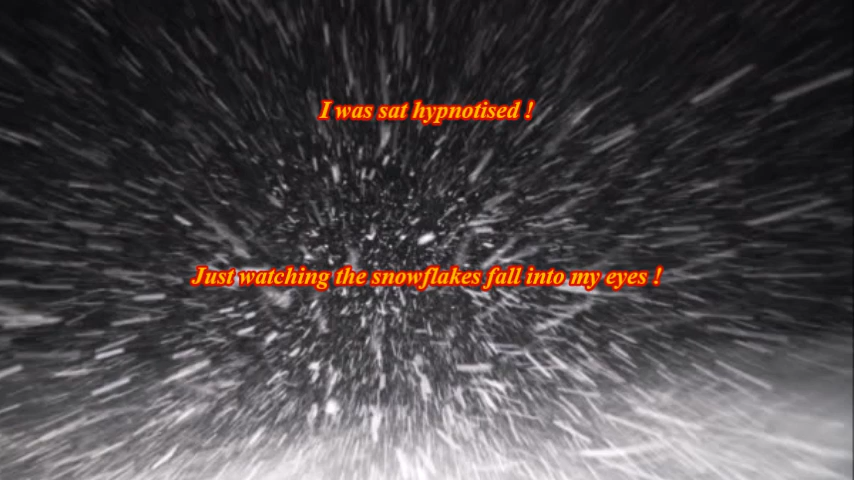 I was sat hypnotised !
Just watching the snowflakes fall into my eyes !